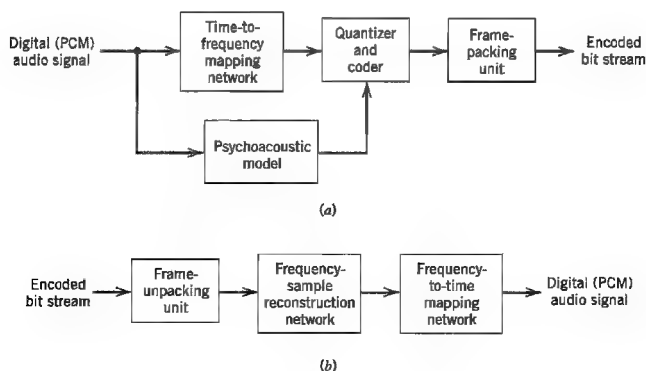 Digital (PCM)
audio signal
Time-to-
frequency
mapping
network
Quantizer
and
coder
Frame-
packing
unit
Encoded
bit stream
Psychoacoustic
model
(a)
Encoded
bit stream
Frame-
unpacking
unit
Frequency-
sample
reconstruction
network
Frequency-
to-time
mapping
network
Digital (PCM)
audio signal
(b)